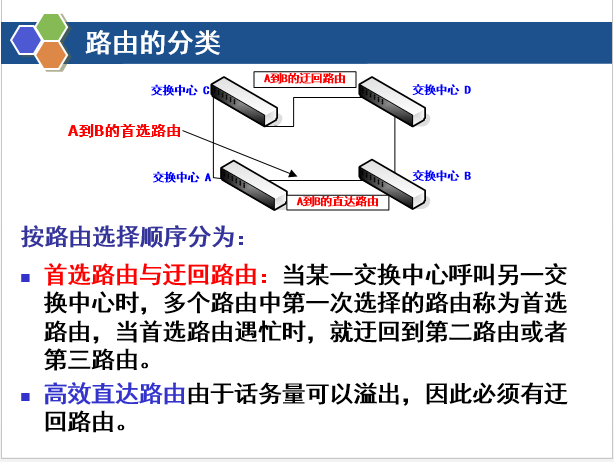 路由的分类
A到B的迂回路由
交换中心 C
交换中心 D
A到B的首选路由
交换中心 A
交换中心 B
A到B的直达路由
按路由选择顺序分为：
首选路由与迂回路由：当某一交换中心呼叫另一交
换中心时，多个路由中第一次选择的路由称为首选
路由，当首选路由遇忙时，就迂回到第二路由或者
第三路由。
高效直达路由由于话务量可以溢出，因此必须有迂
回路由。